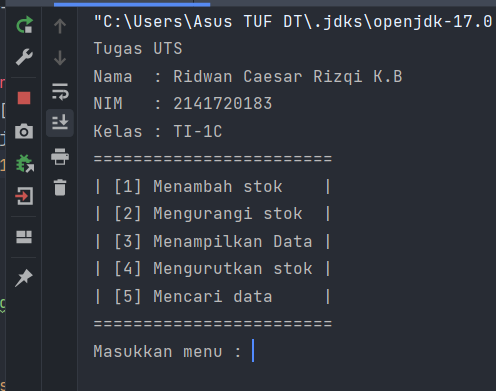 "C:\Users\Asus TUF DT\.jdks\openjdk-17.0
Tugas UTS
Nama  : Ridwan Caesar Rizqi K.B
NIM   : 2141720183
Kelas : TI-1C
========================
| [1] Menambah stok    |
| [2] Mengurangi stok  |
| [3] Menampilkan Data |
| [4] Mengurutkan stok |
| [5] Mencari data     |
========================
Masukkan menu :